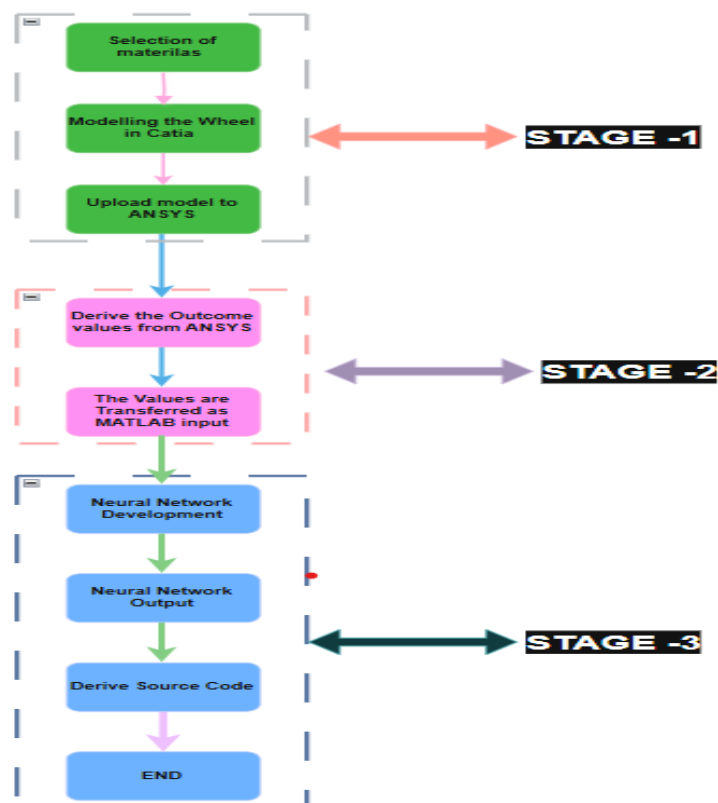 Selection of
materilas
Modelling the Wheel
in Catia
STAGE -1
Upload model to
ANSYS
Derive the Outcome
values from ANSYS
STAGE -2
The Values are
Transferred as
MATLAB input
Neural Network
Development
Neural Network
Output
STAGE -3
Derive Source Code
END